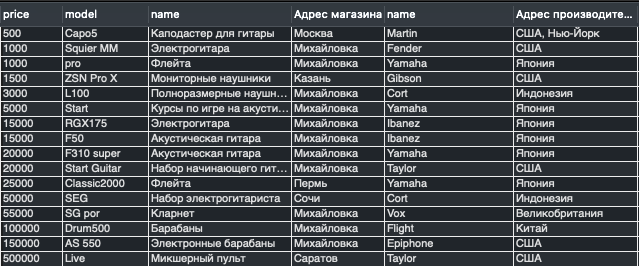 price model name Адрес магазина name Адрес производите...
500 Capo5 Каподастер для гитары Москва Martin США, Нью-Йорк
1000 Squier MM Электрогитара Михайловка Fender США
1000 pro Флейта Михайловка Yamaha Япония
1500 ZSN Pro X Мониторные наушники Казань Gibson США
3000 L100 Полноразмерные наушн... Михайловка Cort Индонезия
5000 Start Курсы по игре на акусти... Михайловка Yamaha Япония
15000 RGX175 Электрогитара Михайловка Ibanez Япония
15000 F50 Акустическая гитара Михайловка Ibanez Япония
20000 F310 super Акустическая гитара Михайловка Yamaha Япония
20000 Start Guitar Набор начинающего гит... Михайловка Taylor США
25000 Classic2000 Флейта Пермь Yamaha Япония
50000 SEG Набор электрогитариста Сочи Cort Индонезия
55000 SG por Кларнет Михайловка Vox Великобритания
100000 Drum500 Барабаны Михайловка Flight Китай
150000 AS 550 Электронные барабаны Михайловка Epiphone США
500000 Live Микшерный пульт Саратов Taylor США